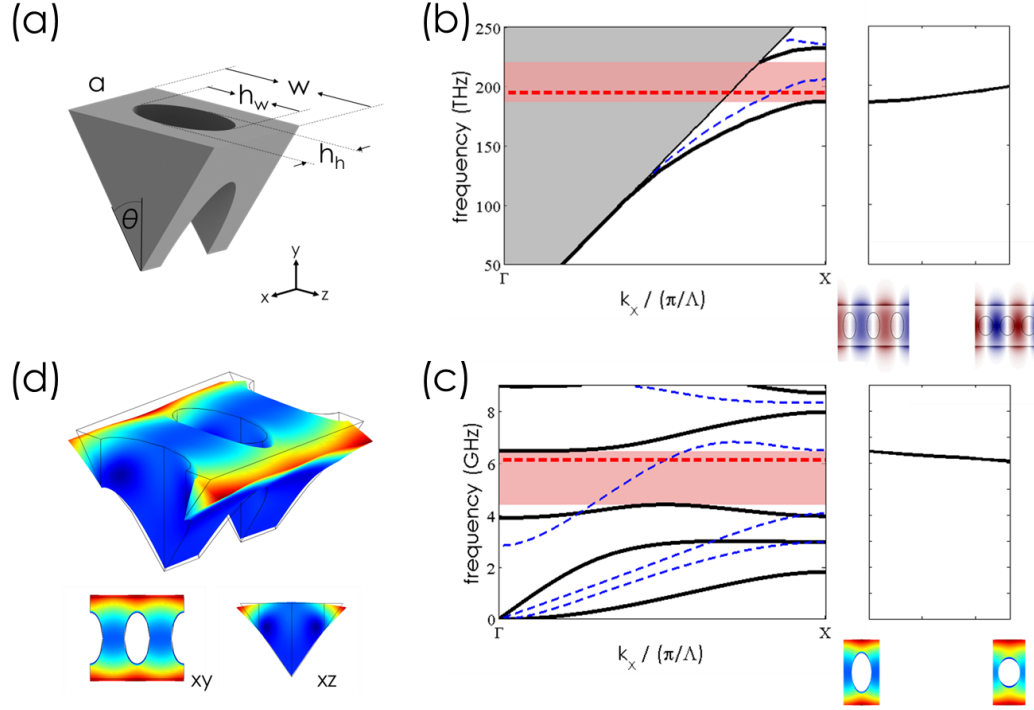 (a)
a
w
h_w
h_h
θ
y
x
z
(b)
frequency (THz)
250
200
150
100
50
Γ
X
k_x / (π/Λ)
(d)
xy
xz
(c)
frequency (GHz)
8
6
4
2
0
Γ
X
k_x / (π/Λ)